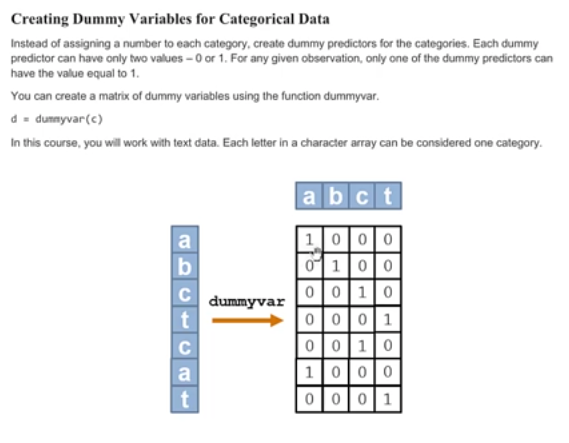 Creating Dummy Variables for Categorical Data
Instead of assigning a number to each category, create dummy predictors for the categories. Each dummy
predictor can have only two values – 0 or 1. For any given observation, only one of the dummy predictors can
have the value equal to 1.
You can create a matrix of dummy variables using the function dummyvar.
d = dummyvar(c)
In this course, you will work with text data. Each letter in a character array can be considered one category.
a b c t
a
b
c
t
c
a
t
dummyvar
1 0 0 0
0 1 0 0
0 0 1 0
0 0 0 1
0 0 1 0
1 0 0 0
0 0 0 1